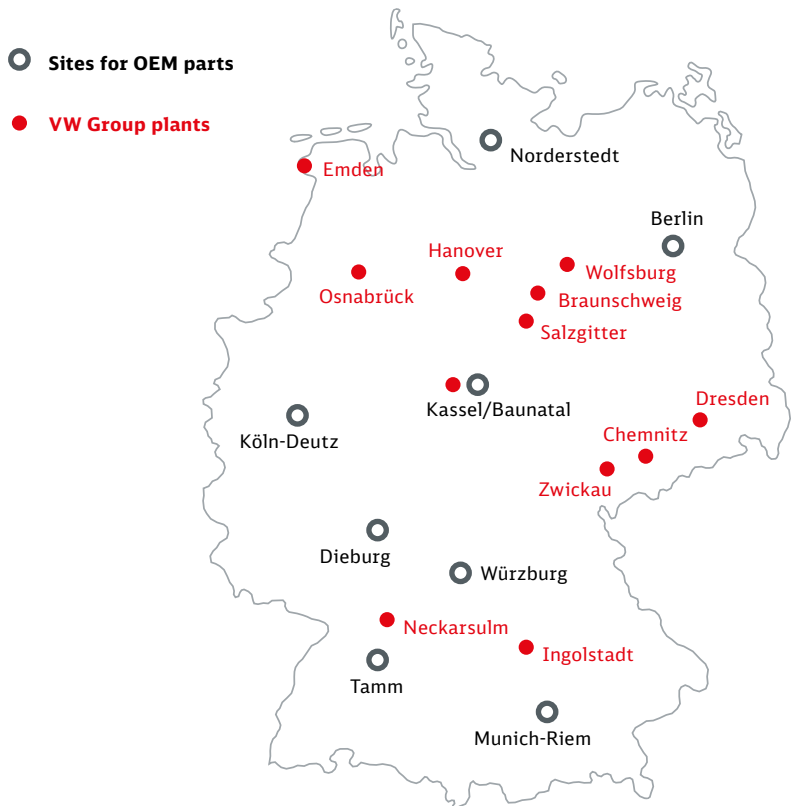 Sites for OEM parts
VW Group plants
Norderstedt
Emden
Berlin
Hanover
Wolfsburg
Osnabrück
Braunschweig
Salzgitter
Dresden
Kassel/Baunatal
Köln-Deutz
Chemnitz
Zwickau
Dieburg
Würzburg
Neckarsulm
Ingolstadt
Tamm
Munich-Riem